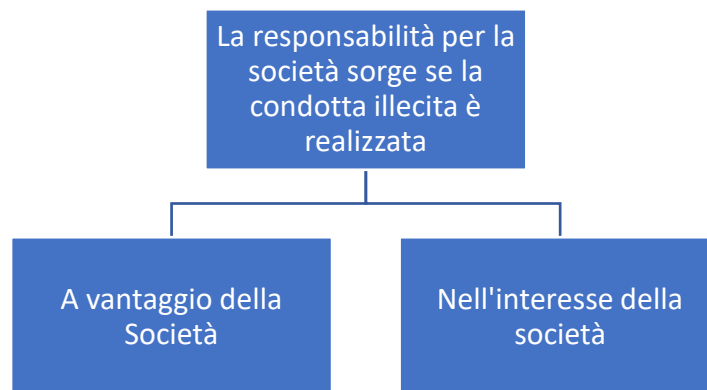 La responsabilità per la
società sorge se la
condotta illecita è
realizzata
A vantaggio della
Società
Nell'interesse della
società